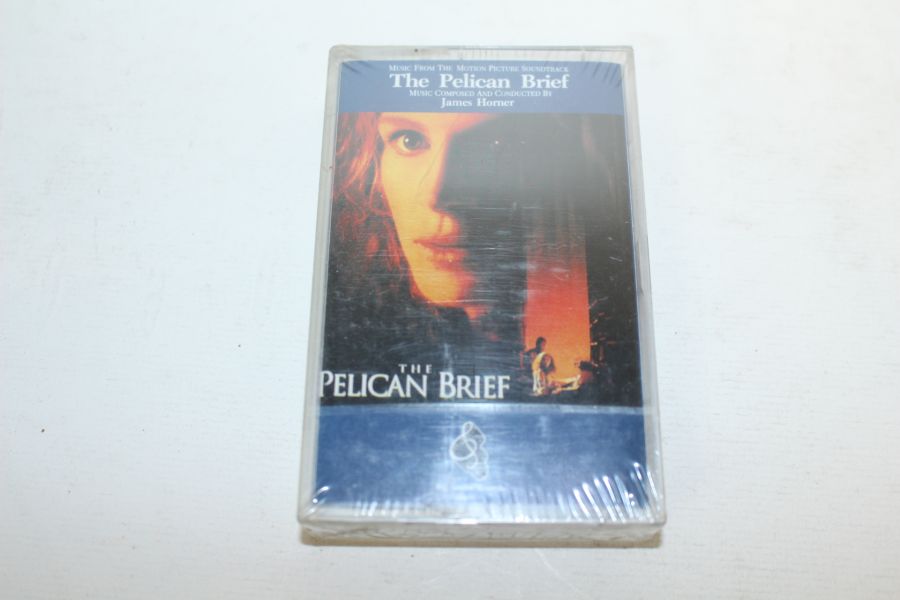 MUSIC FROM THE MOTION PICTURE SOUNDTRACK
The Pelican Brief
MUSIC COMPOSED AND CONDUCTED BY
James Horner
THE
PELICAN BRIEF